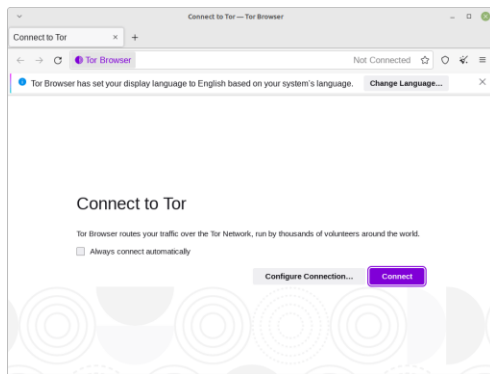 Connect to Tor — Tor Browser
Connect to Tor
Tor Browser
Not Connected
Tor Browser has set your display language to English based on your system's language.
Change Language...
Connect to Tor
Tor Browser routes your traffic over the Tor Network, run by thousands of volunteers around the world.
Always connect automatically
Configure Connection...
Connect